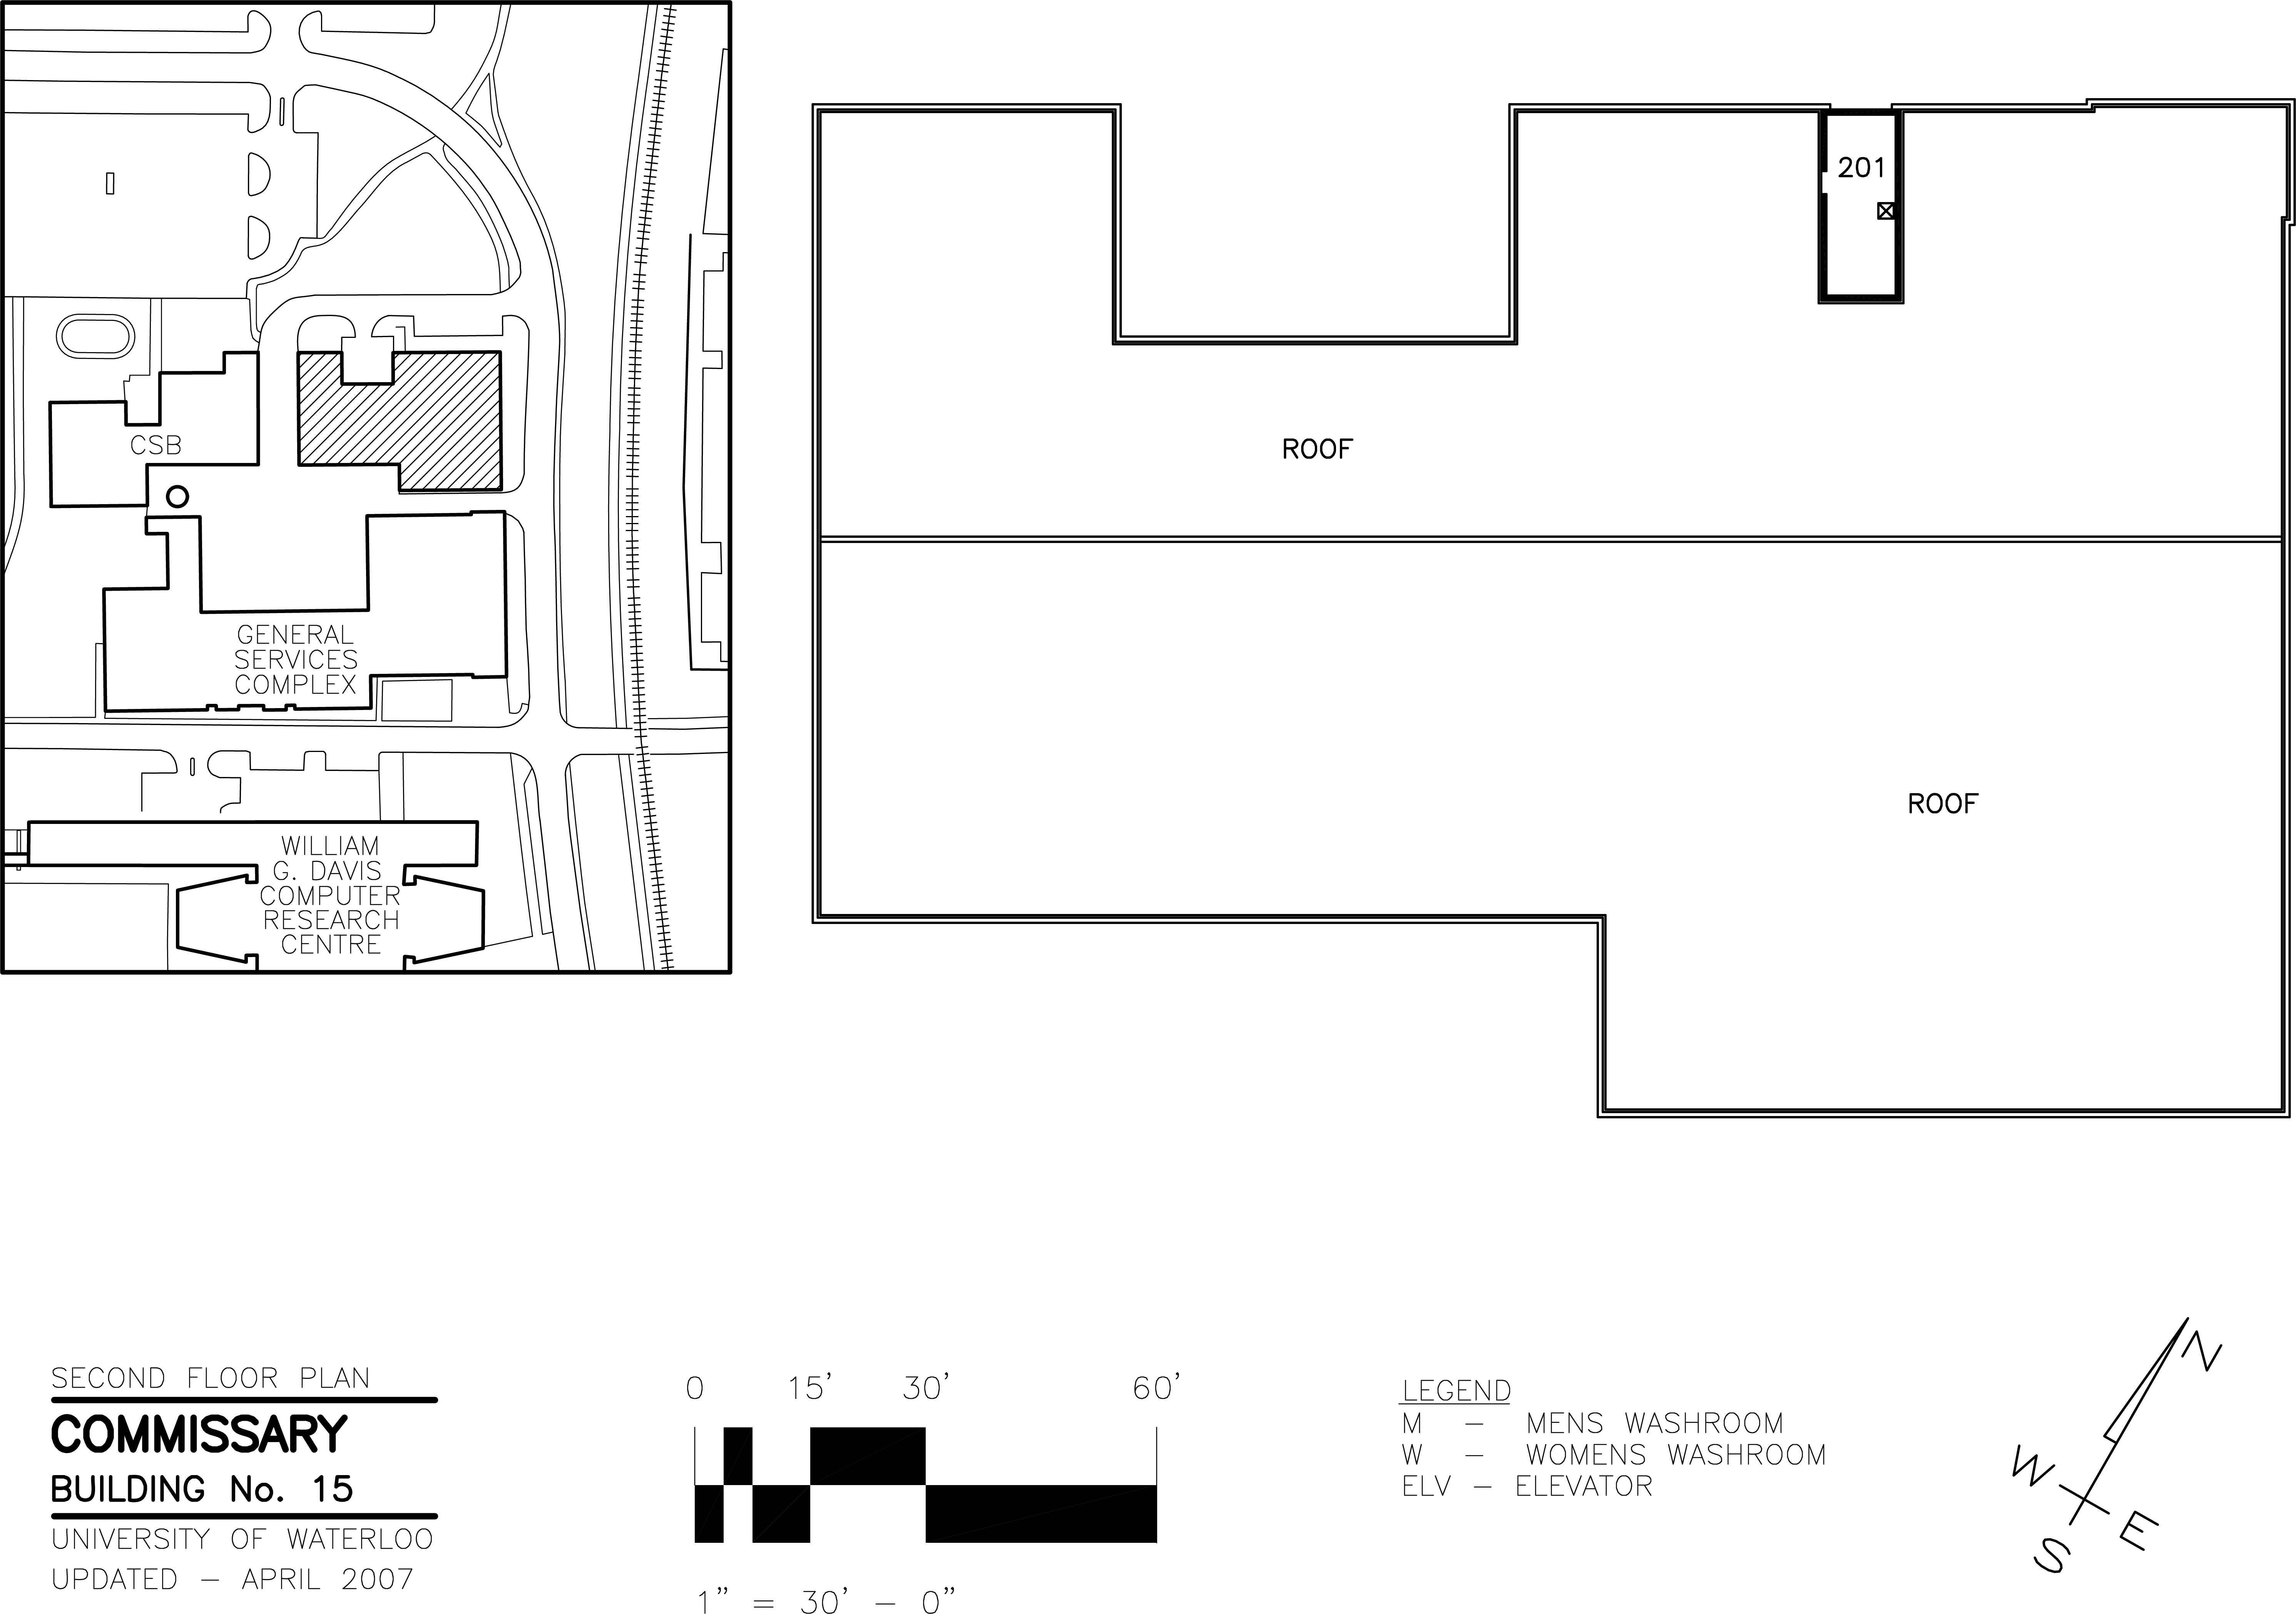 CSB
GENERAL
SERVICES
COMPLEX
WILLIAM
G. DAVIS
COMPUTER
RESEARCH
CENTRE
201
ROOF
ROOF
SECOND FLOOR PLAN
COMMISSARY
BUILDING No. 15
UNIVERSITY OF WATERLOO
UPDATED – APRIL 2007
0 15' 30' 60'
1" = 30' – 0"
LEGEND
M – MENS WASHROOM
W – WOMENS WASHROOM
ELV – ELEVATOR
N
W
E
S